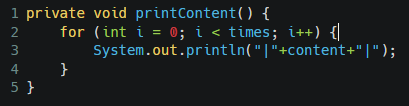 1 private void printContent() {
2     for (int i = 0; i < times; i++) {
3         System.out.println("|"+content+"|");
4     }
5 }